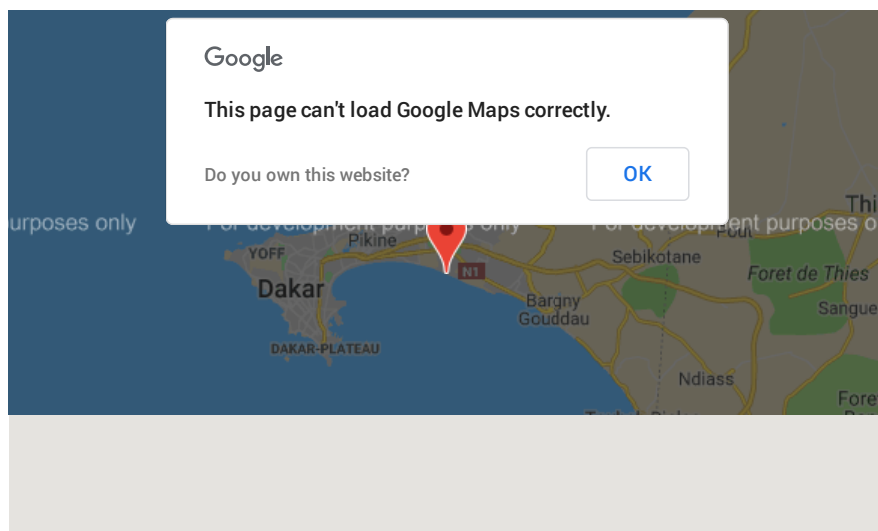 Google
This page can't load Google Maps correctly.
Do you own this website?
OK
Thi
urposes only
For development purposes only
For development purposes o
Pout
Pikine
YOFF
Sebikotane
N1
Foret de Thies
Dakar
Bargny
Gouddau
Sangue
DAKAR-PLATEAU
Ndiass
Fore